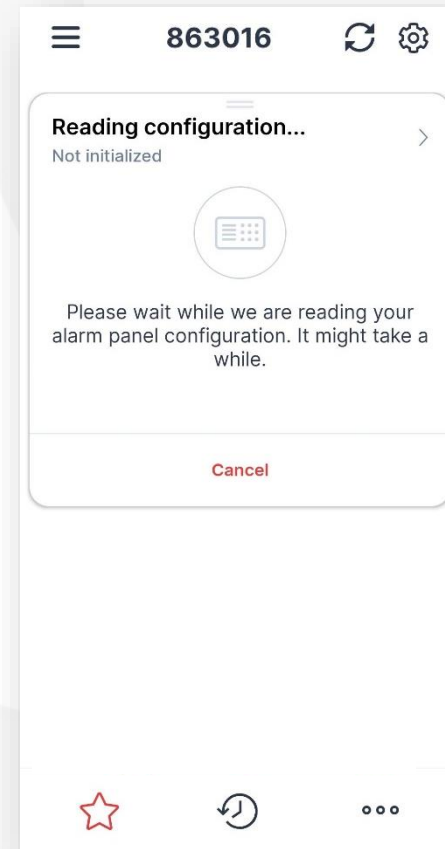 863016
Reading configuration...
Not initialized
Please wait while we are reading your
alarm panel configuration. It might take a
while.
Cancel